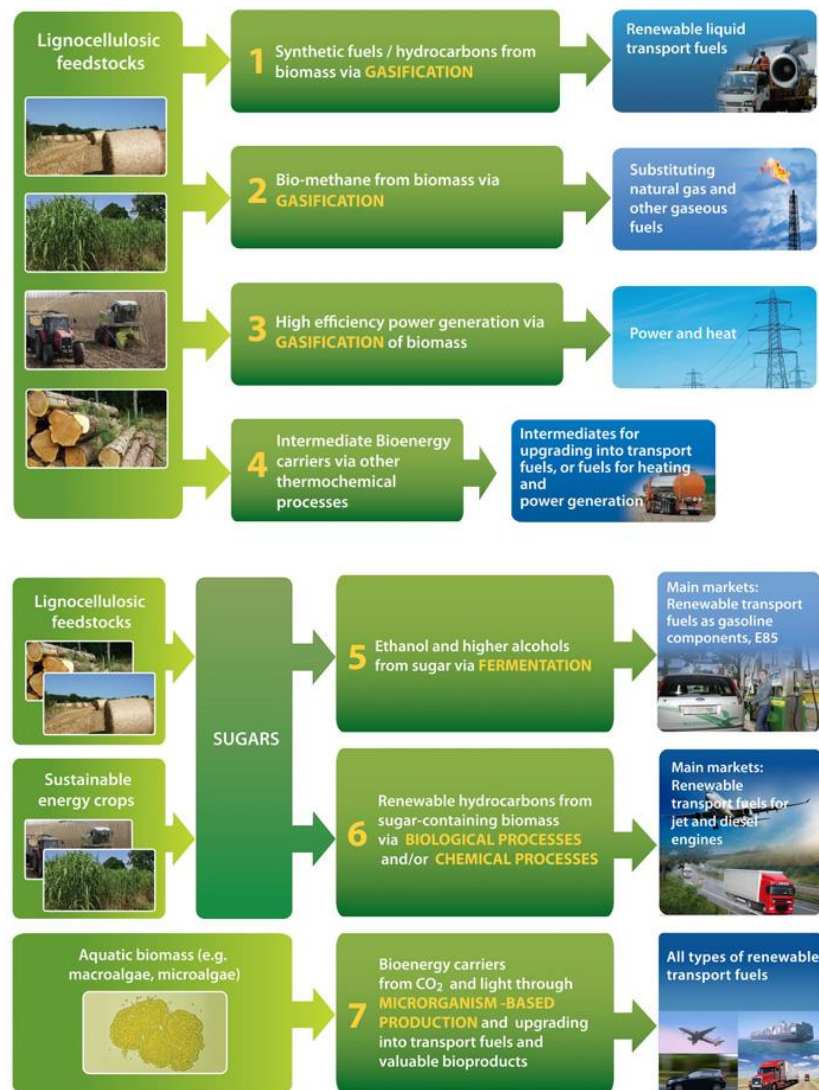 Lignocellulosic
feedstocks
1 Synthetic fuels / hydrocarbons from
biomass via GASIFICATION
Renewable liquid
transport fuels
2 Bio-methane from biomass via
GASIFICATION
Substituting
natural gas and
other gaseous
fuels
3 High efficiency power generation via
GASIFICATION of biomass
Power and heat
4 Intermediate Bioenergy
carriers via other
thermochemical
processes
Intermediates for
upgrading into transport
fuels, or fuels for heating
and
power generation
Lignocellulosic
feedstocks
Sustainable
energy crops
SUGARS
5 Ethanol and higher alcohols
from sugar via FERMENTATION
Main markets:
Renewable transport
fuels as gasoline
components, E85
6 Renewable hydrocarbons from
sugar-containing biomass
via BIOLOGICAL PROCESSES
and/or CHEMICAL PROCESSES
Main markets:
Renewable
transport fuels for
jet and diesel
engines
Aquatic biomass (e.g.
macroalgae, microalgae)
7 Bioenergy carriers
from CO₂ and light through
MICRORGANISM -BASED
PRODUCTION and upgrading
into transport fuels and
valuable bioproducts
All types of renewable
transport fuels